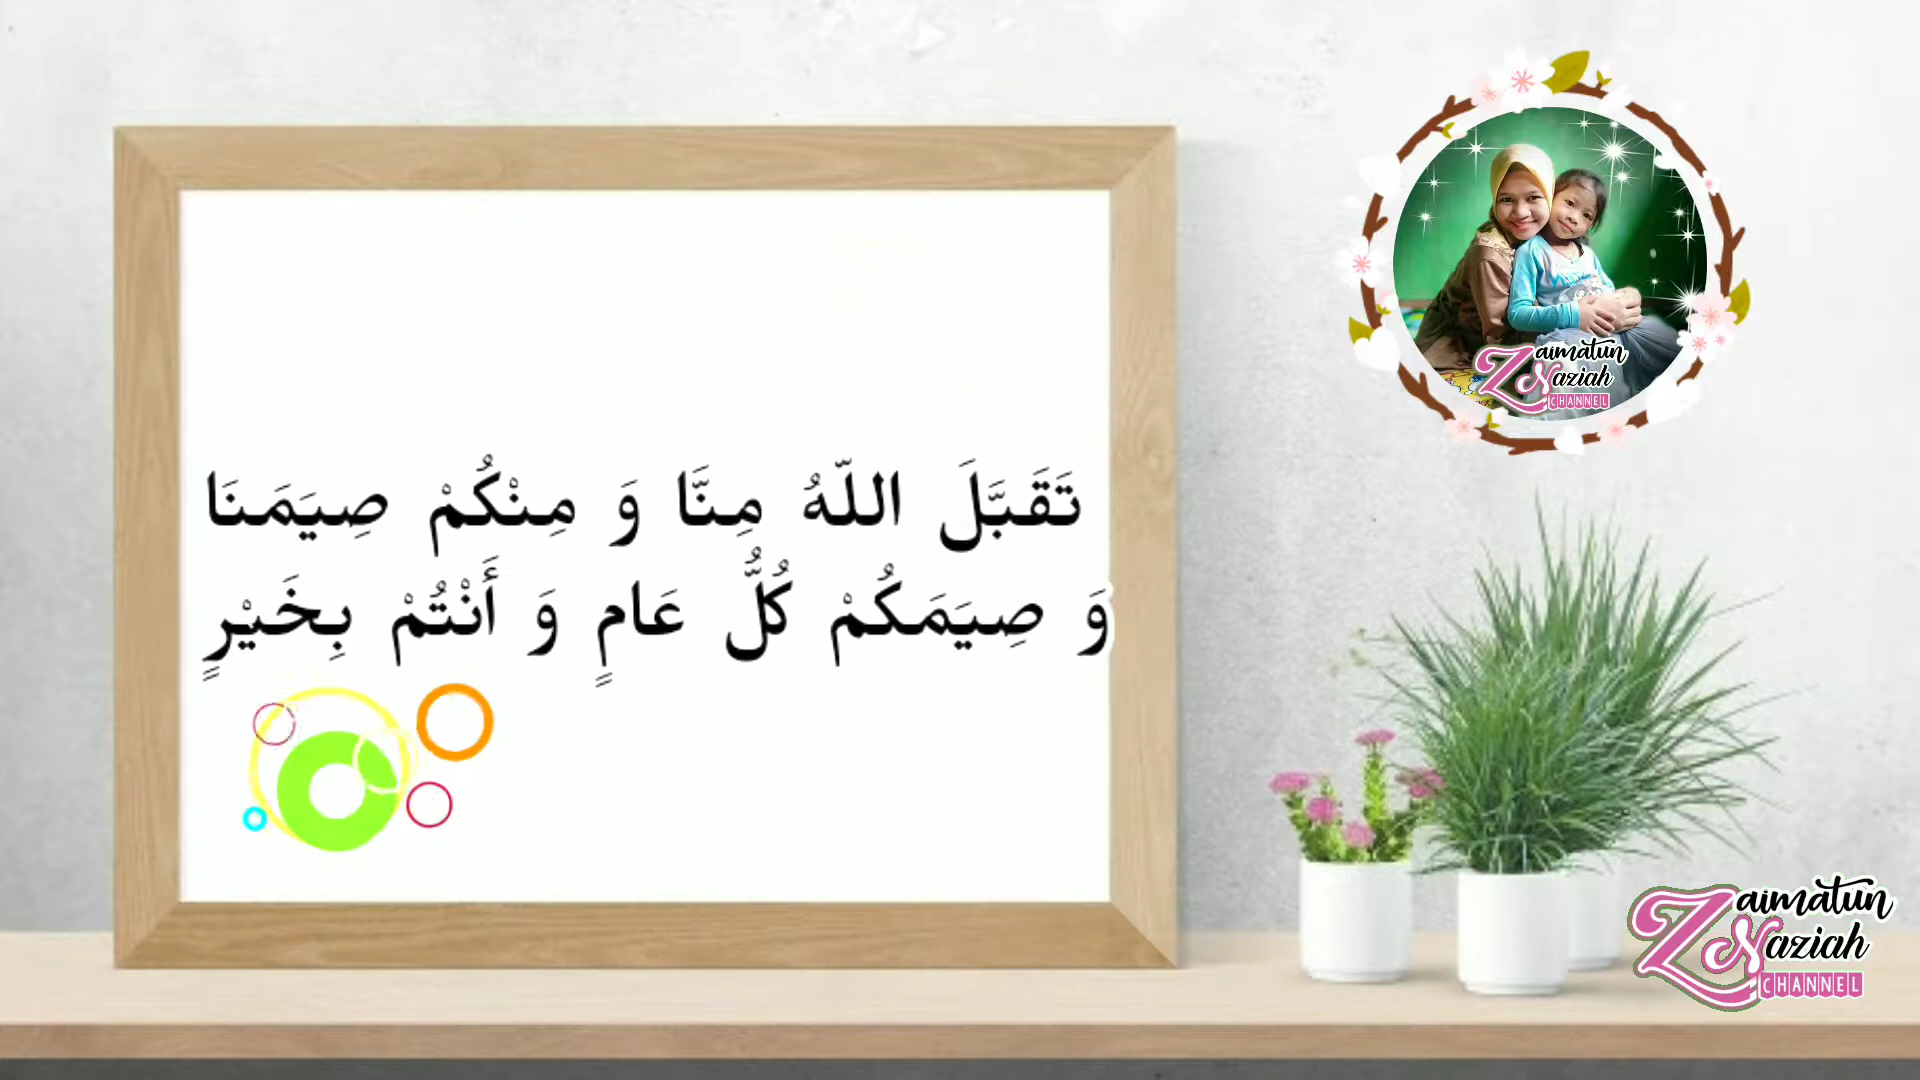 تَقَبَّلَ اللّهُ مِنَّا وَ مِنْكُمْ صِيَمَنَا
وَ صِيَمَكُمْ كُلُّ عَامٍ وَ أَنْتُمْ بِخَيْرٍ
Zaimatun
Naziah
CHANNEL
Zaimatun
Naziah
CHANNEL